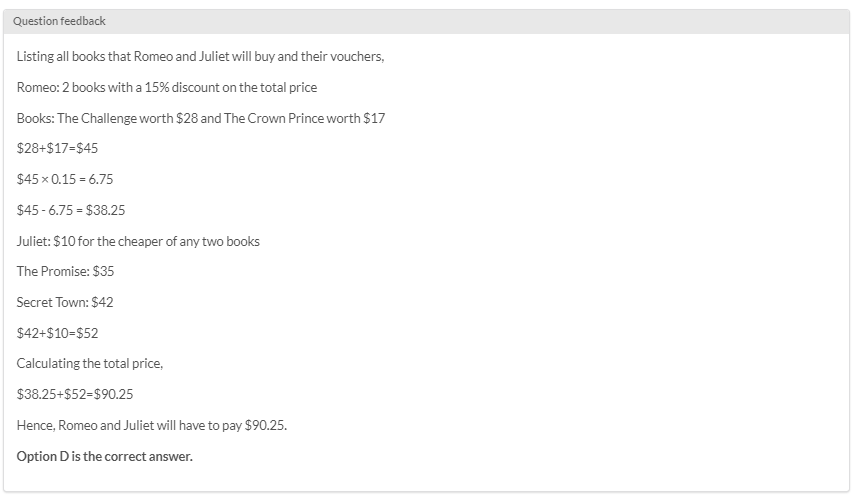 Question feedback
Listing all books that Romeo and Juliet will buy and their vouchers,
Romeo: 2 books with a 15% discount on the total price
Books: The Challenge worth $28 and The Crown Prince worth $17
$28+$17=$45
$45 × 0.15 = 6.75
$45 - 6.75 = $38.25
Juliet: $10 for the cheaper of any two books
The Promise: $35
Secret Town: $42
$42+$10=$52
Calculating the total price,
$38.25+$52=$90.25
Hence, Romeo and Juliet will have to pay $90.25.
Option D is the correct answer.